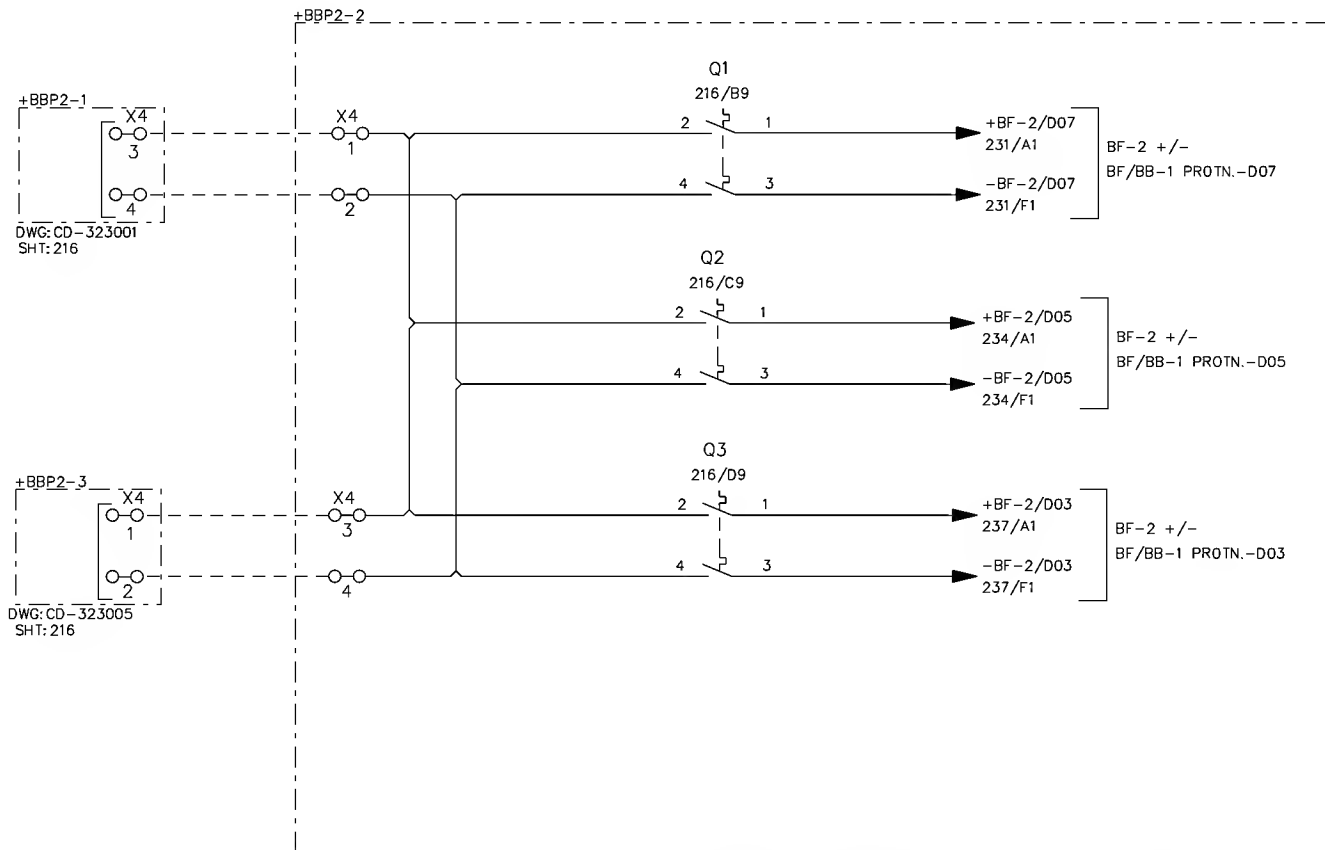 +BBP2-2
+BBP2-1
X4
3
4
DWG: CD-323001
SHT: 216
X4
1
2
Q1
216/B9
2
1
4
3
+BF-2/D07
231/A1
-BF-2/D07
231/F1
BF-2 +/-
BF/BB-1 PROTN.-D07
Q2
216/C9
2
1
4
3
+BF-2/D05
234/A1
-BF-2/D05
234/F1
BF-2 +/-
BF/BB-1 PROTN.-D05
+BBP2-3
X4
1
2
DWG: CD-323005
SHT: 216
X4
3
4
Q3
216/D9
2
1
4
3
+BF-2/D03
237/A1
-BF-2/D03
237/F1
BF-2 +/-
BF/BB-1 PROTN.-D03